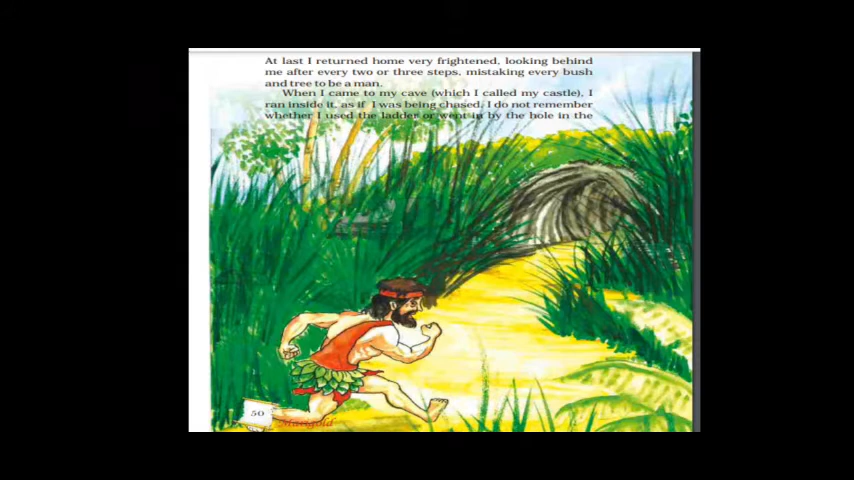 At last I returned home very frightened, looking behind
me after every two or three steps, mistaking every bush
and tree to be a man.
When I came to my cave (which I called my castle), I
ran inside it, as if I was being chased. I do not remember
whether I used the ladder or went in by the hole in the
50
Marigold